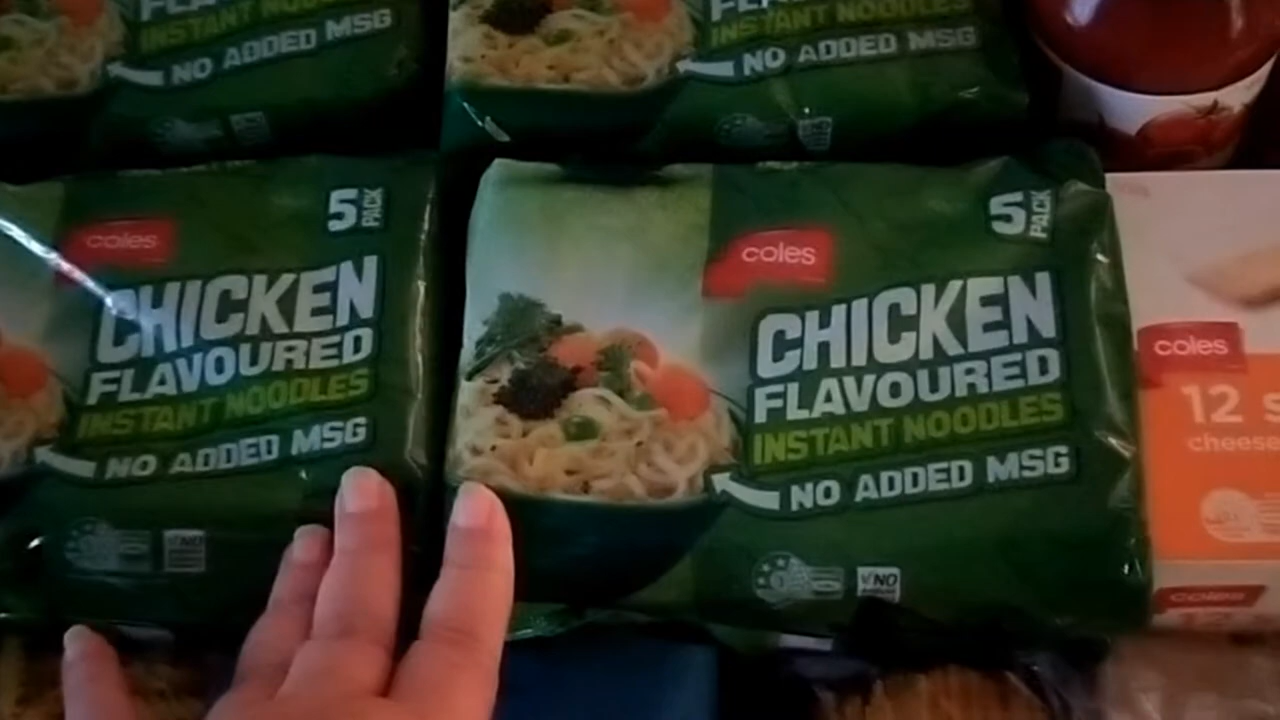 INSTANT NOODLES
NO ADDED MSG
INSTANT NOODLES
NO ADDED MSG
5 PACK
coles
CHICKEN
FLAVOURED
INSTANT NOODLES
NO ADDED MSG
5 PACK
coles
CHICKEN
FLAVOURED
INSTANT NOODLES
NO ADDED MSG
NO
coles
12
cheese
coles